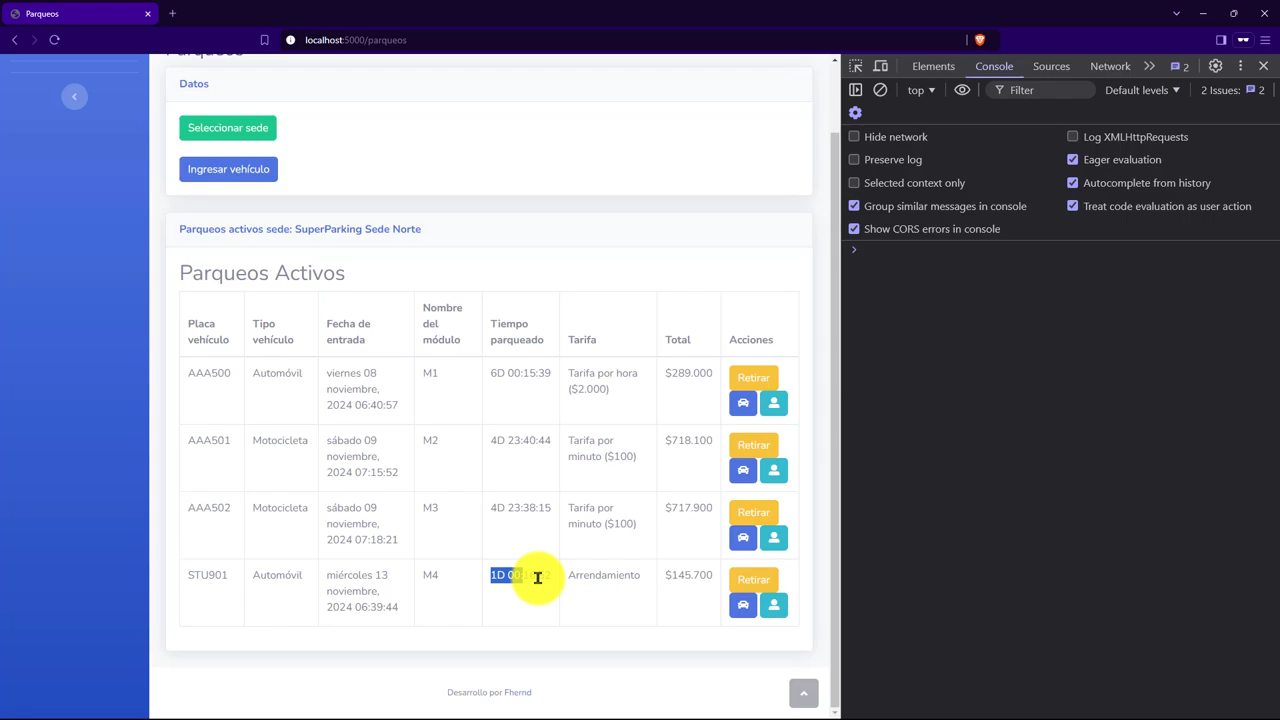 Parqueos
localhost:5000/parqueos
Datos
Seleccionar sede
Ingresar vehículo
Parqueos activos sede: SuperParking Sede Norte
Parqueos Activos
Placa vehículo
Tipo vehículo
Fecha de entrada
Nombre del módulo
Tiempo parqueado
Tarifa
Total
Acciones
AAA500
Automóvil
viernes 08 noviembre, 2024 06:40:57
M1
6D 00:15:39
Tarifa por hora ($2.000)
$289.000
Retirar
AAA501
Motocicleta
sábado 09 noviembre, 2024 07:15:52
M2
4D 23:40:44
Tarifa por minuto ($100)
$718.100
Retirar
AAA502
Motocicleta
sábado 09 noviembre, 2024 07:18:21
M3
4D 23:38:15
Tarifa por minuto ($100)
$717.900
Retirar
STU901
Automóvil
miércoles 13 noviembre, 2024 06:39:44
M4
1D
Arrendamiento
$145.700
Retirar
Desarrollo por Fhernd
Elements
Console
Sources
Network
2
top
Filter
Default levels
2 Issues:
2
Hide network
Log XMLHttpRequests
Preserve log
Eager evaluation
Selected context only
Autocomplete from history
Group similar messages in console
Treat code evaluation as user action
Show CORS errors in console